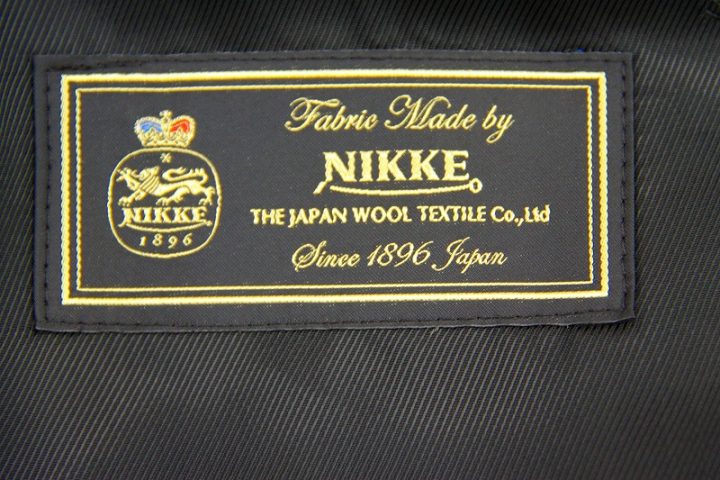 NIKKE
1896
Fabric Made by
NIKKE
THE JAPAN WOOL TEXTILE Co.,Ltd
Since 1896 Japan